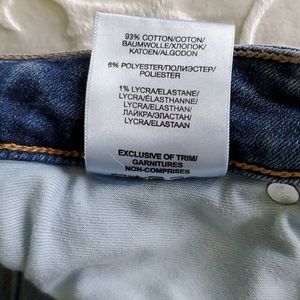 93% COTTON/COTON/
BAUMWOLLE/ХЛОПОК/
KATOEN/ALGODON
6% POLYESTER/ПОЛИЭСТЕР/
POLIESTER
1% LYCRA/ELASTANE/
LYCRA/ÉLASTHANNE/
LYCRA/ELASTHAN/
ЛАЙКРА/ЭЛАСТАН/
LYCRA/ELASTAAN
EXCLUSIVE OF TRIM/
GARNITURES
NON-COMPRISES